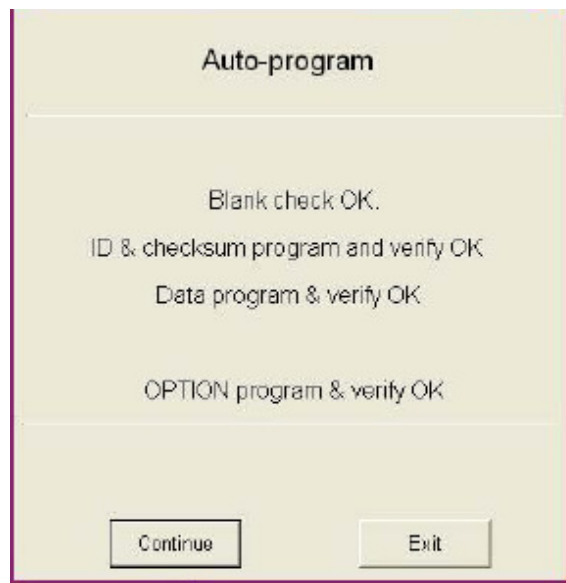 Auto-program
Blank check OK.
ID & checksum program and verify OK
Data program & verify OK
OPTION program & verify OK
Continue
Exit